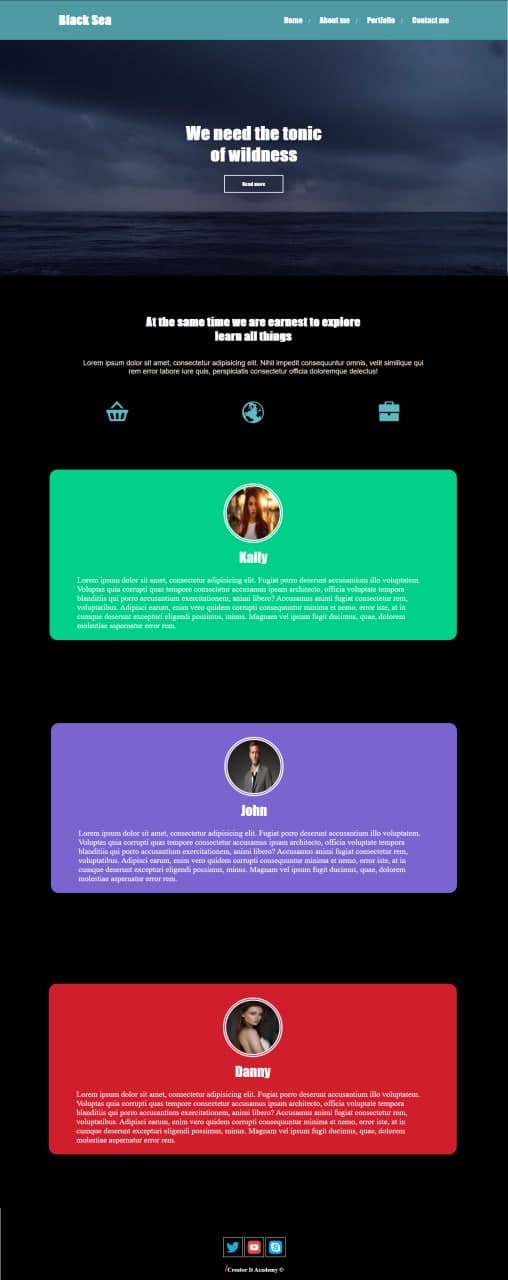 Black Sea
Home / About me / Portfolio / Contact me
We need the tonic
of wildness
Read more
At the same time we are earnest to explore
learn all things
Lorem ipsum dolor sit amet, consectetur adipisicing elit. Nihil impedit consequuntur omnis, velit similique qui
rem error labore iure quis, perspiciatis consectetur officia doloremque delectus!
Kaily
Lorem ipsum dolor sit amet, consectetur adipisicing elit. Fugiat porro deserunt accusantium illo voluptatem.
Voluptas quia corrupti quas tempore consectetur accusamus ipsam architecto, officia voluptate tempora
blanditiis qui porro accusantium exercitationem, animi libero? Accusamus animi fugiat consectetur rem,
voluptatibus. Adipisci earum, enim vero quidem corrupti consequuntur minima et nemo, error iste, at in
cumque deserunt excepturi possimus, minus. Magnam vel ipsum fugit ducimus, quae, dolorem
molestiae aspernatur error rem.
John
Lorem ipsum dolor sit amet, consectetur adipisicing elit. Fugiat porro deserunt accusantium illo voluptatem.
Voluptas quia corrupti quas tempore consectetur accusamus ipsam architecto, officia voluptate tempora
blanditiis qui porro accusantium exercitationem, animi libero? Accusamus animi fugiat consectetur rem,
voluptatibus. Adipisci earum, enim vero quidem corrupti consequuntur minima et nemo, error iste, at in
cumque deserunt excepturi possimus, minus. Magnam vel ipsum fugit ducimus, quae, dolorem
molestiae aspernatur error rem.
Danny
Lorem ipsum dolor sit amet, consectetur adipisicing elit. Fugiat porro deserunt accusantium illo voluptatem.
Voluptas quia corrupti quas tempore consectetur accusamus ipsam architecto, officia voluptate tempora
blanditiis qui porro accusantium exercitationem, animi libero? Accusamus animi fugiat consectetur rem,
voluptatibus. Adipisci earum, enim vero quidem corrupti consequuntur minima et nemo, error iste, at in
cumque deserunt excepturi possimus, minus. Magnam vel ipsum fugit ducimus, quae, dolorem
molestiae aspernatur error rem.
/Creator It Academy ©